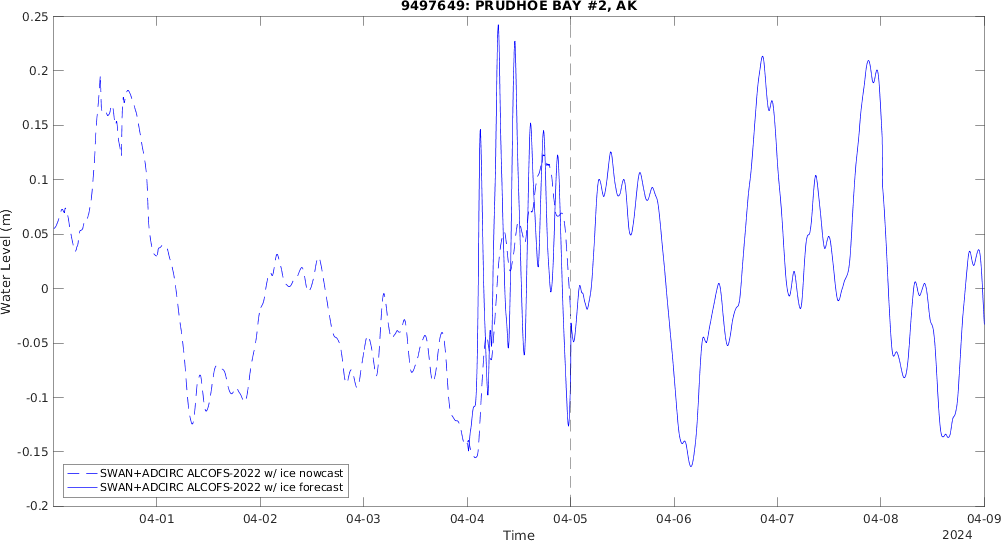 9497649: PRUDHOE BAY #2, AK
Water Level (m)
0.25
0.2
0.15
0.1
0.05
0
-0.05
-0.1
-0.15
-0.2
SWAN+ADCIRC ALCOFS-2022 w/ ice nowcast
SWAN+ADCIRC ALCOFS-2022 w/ ice forecast
04-01 04-02 04-03 04-04 04-05 04-06 04-07 04-08 04-09
Time
2024